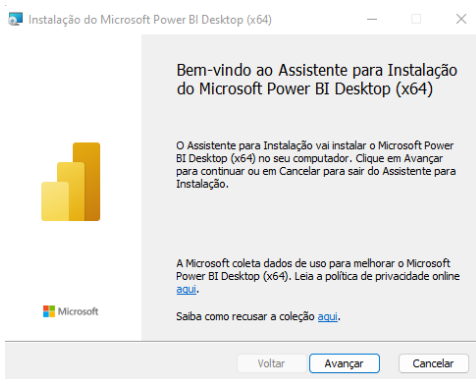 Instalação do Microsoft Power BI Desktop (x64)
Bem-vindo ao Assistente para Instalação
do Microsoft Power BI Desktop (x64)
O Assistente para Instalação vai instalar o Microsoft Power
BI Desktop (x64) no seu computador. Clique em Avançar
para continuar ou em Cancelar para sair do Assistente para
Instalação.
A Microsoft coleta dados de uso para melhorar o Microsoft
Power BI Desktop (x64). Leia a política de privacidade online
aqui.
Microsoft
Saiba como recusar a coleção aqui.
Voltar Avançar Cancelar